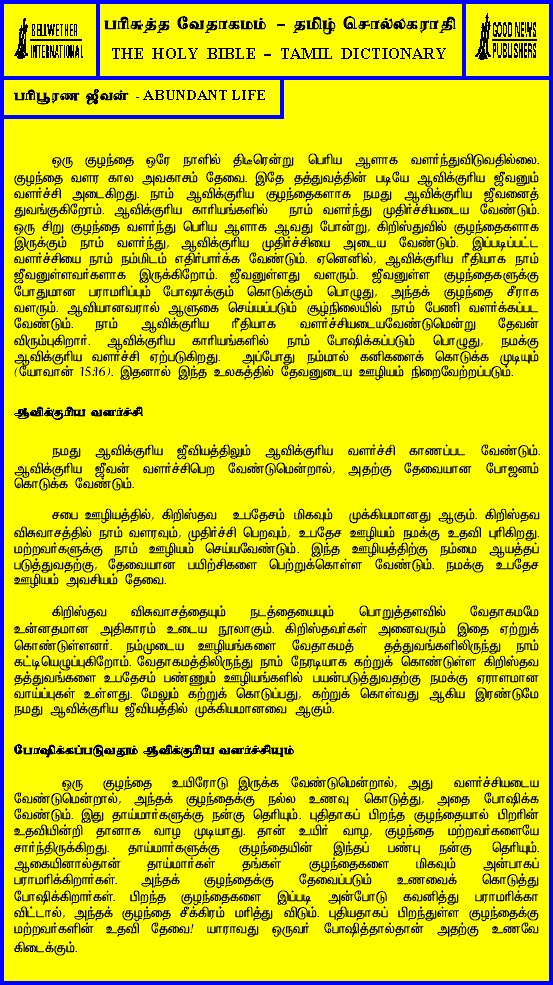 BELLWETHER
INTERNATIONAL
பரிசுத்த வேதாகமம் – தமிழ் சொல்லகராதி
THE HOLY BIBLE – TAMIL DICTIONARY
GOOD NEWS
PUBLISHERS
பரிபூரண ஜீவன் - ABUNDANT LIFE
ஒரு குழந்தை ஒரே நாளில் திடீரென்று பெரிய ஆளாக வளர்ந்துவிடுவதில்லை.
குழந்தை வளர கால அவகாசம் தேவை. இதே தத்துவத்தின் படியே ஆவிக்குரிய ஜீவனும்
வளர்ச்சி அடைகிறது. நாம் ஆவிக்குரிய குழந்தைகளாக நமது ஆவிக்குரிய ஜீவனைத்
துவங்குகிறோம். ஆவிக்குரிய காரியங்களில் நாம் வளர்ந்து முதிர்ச்சியடைய வேண்டும்.
ஒரு சிறு குழந்தை வளர்ந்து பெரிய ஆளாக ஆவது போன்று, கிறிஸ்துவில் குழந்தைகளாக
இருக்கும் நாம் வளர்ந்து, ஆவிக்குரிய முதிர்ச்சியை அடைய வேண்டும். இப்படிப்பட்ட
வளர்ச்சியை நாம் நம்மிடம் எதிர்பார்க்க வேண்டும். ஏனெனில், ஆவிக்குரிய ரீதியாக நாம்
ஜீவனுள்ளவர்களாக இருக்கிறோம். ஜீவனுள்ளது வளரும். ஜீவனுள்ள குழந்தைகளுக்கு
போதுமான பராமரிப்பும் போஷாக்கும் கொடுக்கும் பொழுது, அந்தக் குழந்தை சீராக
வளரும். ஆவியானவரால் ஆளுகை செய்யப்படும் சூழ்நிலையில் நாம் பேணி வளர்க்கப்பட
வேண்டும். நாம் ஆவிக்குரிய ரீதியாக வளர்ச்சியடையவேண்டுமென்று தேவன்
விரும்புகிறார். ஆவிக்குரிய காரியங்களில் நாம் போஷிக்கப்படும் பொழுது, நமக்கு
ஆவிக்குரிய வளர்ச்சி ஏற்படுகிறது. அப்போது நம்மால் கனிகளைக் கொடுக்க முடியும்
(யோவான் 15:16). இதனால் இந்த உலகத்தில் தேவனுடைய ஊழியம் நிறைவேற்றப்படும்.
ஆவிக்குரிய வளர்ச்சி
நமது ஆவிக்குரிய ஜீவியத்திலும் ஆவிக்குரிய வளர்ச்சி காணப்பட வேண்டும்.
ஆவிக்குரிய ஜீவன் வளர்ச்சிபெற வேண்டுமென்றால், அதற்கு தேவையான போஜனம்
கொடுக்க வேண்டும்.
சபை ஊழியத்தில், கிறிஸ்தவ உபதேசம் மிகவும் முக்கியமானது ஆகும். கிறிஸ்தவ
விசுவாசத்தில் நாம் வளரவும், முதிர்ச்சி பெறவும், உபதேச ஊழியம் நமக்கு உதவி புரிகிறது.
மற்றவர்களுக்கு நாம் ஊழியம் செய்யவேண்டும். இந்த ஊழியத்திற்கு நம்மை ஆயத்தப்
படுத்துவதற்கு, தேவையான பயிற்சிகளை பெற்றுக்கொள்ள வேண்டும். நமக்கு உபதேச
ஊழியம் அவசியம் தேவை.
கிறிஸ்தவ விசுவாசத்தையும் நடத்தையையும் பொறுத்தளவில் வேதாகமமே
உன்னதமான அதிகாரம் உடைய நூலாகும். கிறிஸ்தவர்கள் அனைவரும் இதை ஏற்றுக்
கொண்டுள்ளனர். நம்முடைய ஊழியங்களை வேதாகமத் தத்துவங்களிலிருந்து நாம்
கட்டியெழுப்புகிறோம். வேதாகமத்திலிருந்து நாம் நேரடியாக கற்றுக் கொண்டுள்ள கிறிஸ்தவ
தத்துவங்களை உபதேசம் பண்ணும் ஊழியங்களில் பயன்படுத்துவதற்கு நமக்கு ஏராளமான
வாய்ப்புகள் உள்ளது. மேலும் கற்றுக் கொடுப்பது, கற்றுக் கொள்வது ஆகிய இரண்டுமே
நமது ஆவிக்குரிய ஜீவியத்தில் முக்கியமானவை ஆகும்.
போஷிக்கப்படுவதும் ஆவிக்குரிய வளர்ச்சியும்
ஒரு குழந்தை உயிரோடு இருக்க வேண்டுமென்றால், அது வளர்ச்சியடைய
வேண்டுமென்றால், அந்தக் குழந்தைக்கு நல்ல உணவு கொடுத்து, அதை போஷிக்க
வேண்டும். இது தாய்மார்களுக்கு நன்கு தெரியும். புதிதாகப் பிறந்த குழந்தையால் பிறரின்
உதவியின்றி தானாக வாழ முடியாது. தான் உயிர் வாழ, குழந்தை மற்றவர்களையே
சார்ந்திருக்கிறது. தாய்மார்களுக்கு குழந்தையின் இந்தப் பண்பு நன்கு தெரியும்.
ஆகையினால்தான் தாய்மார்கள் தங்கள் குழந்தைகளை மிகவும் அன்பாகப்
பராமரிக்கிறார்கள். அந்தக் குழந்தைக்கு தேவைப்படும் உணவைக் கொடுத்து
போஷிக்கிறார்கள். பிறந்த குழந்தைகளை இப்படி அன்போடு கவனித்து பராமரிக்கா
விட்டால், அந்தக் குழந்தை சீக்கிரம் மரித்து விடும். புதியதாகப் பிறந்துள்ள குழந்தைக்கு
மற்றவர்களின் உதவி தேவை! யாராவது ஒருவர் போஷித்தால்தான் அதற்கு உணவே
கிடைக்கும்.